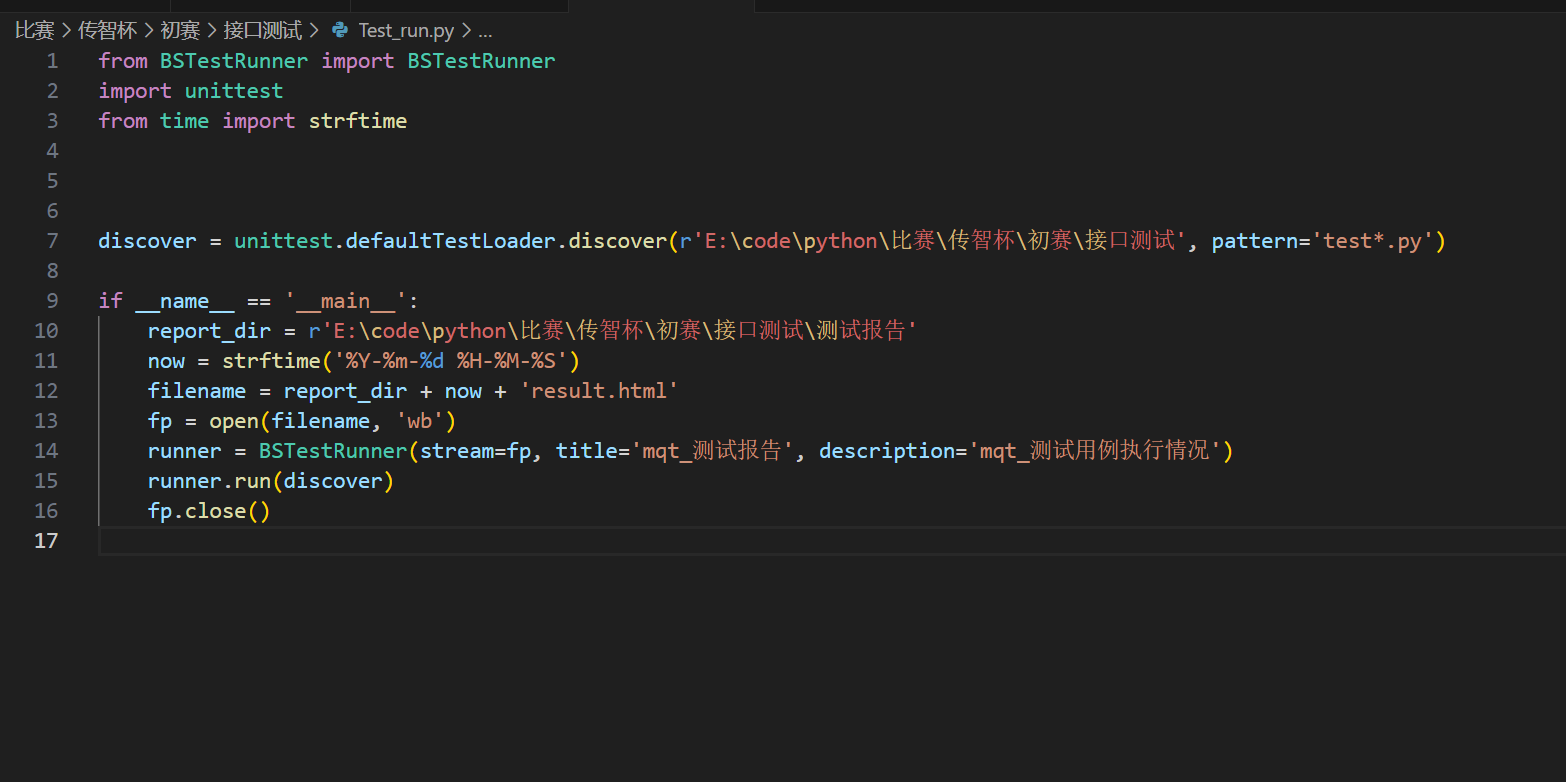 比赛 > 传智杯 > 初赛 > 接口测试 > Test_run.py > ...
1 from BSTestRunner import BSTestRunner
2 import unittest
3 from time import strftime
4
5
6
7 discover = unittest.defaultTestLoader.discover(r'E:\code\python\比赛\传智杯\初赛\接口测试', pattern='test*.py')
8
9 if __name__ == '__main__':
10     report_dir = r'E:\code\python\比赛\传智杯\初赛\接口测试\测试报告'
11     now = strftime('%Y-%m-%d %H-%M-%S')
12     filename = report_dir + now + 'result.html'
13     fp = open(filename, 'wb')
14     runner = BSTestRunner(stream=fp, title='mqt_测试报告', description='mqt_测试用例执行情况')
15     runner.run(discover)
16     fp.close()
17